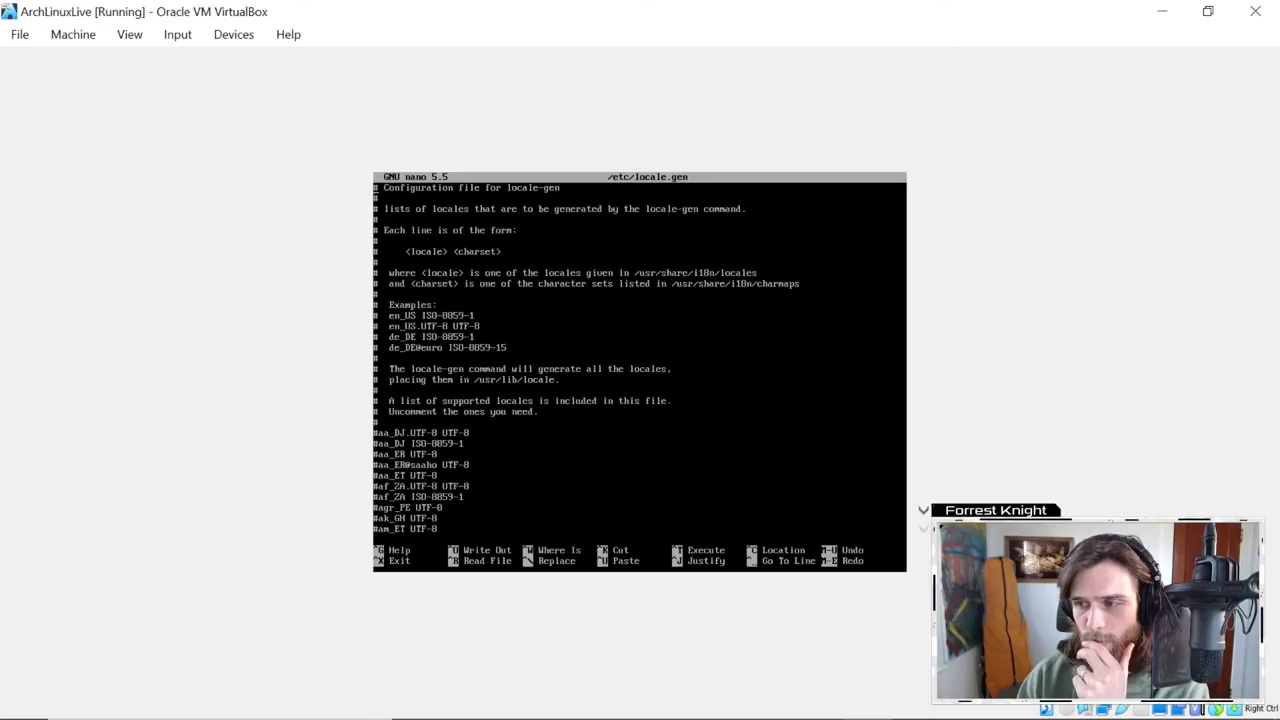 ArchLinuxLive [Running] - Oracle VM VirtualBox
File Machine View Input Devices Help
GNU nano 5.5 /etc/locale.gen
# Configuration file for locale-gen
#
# lists of locales that are to be generated by the locale-gen command.
#
# Each line is of the form:
#
# <locale> <charset>
#
# where <locale> is one of the locales given in /usr/share/i18n/locales
# and <charset> is one of the character sets listed in /usr/share/i18n/charmaps
#
# Examples:
# en_US ISO-8859-1
# en_US.UTF-8 UTF-8
# de_DE ISO-8859-1
# de_DE@euro ISO-8859-15
#
# The locale-gen command will generate all the locales,
# placing them in /usr/lib/locale.
#
# A list of supported locales is included in this file.
# Uncomment the ones you need.
#
#aa_DJ.UTF-8 UTF-8
#aa_DJ ISO-8859-1
#aa_ER UTF-8
#aa_ER@saaho UTF-8
#aa_ET UTF-8
#af_ZA.UTF-8 UTF-8
#af_ZA ISO-8859-1
#agr_PE UTF-8
#ak_GH UTF-8
#am_ET UTF-8
^G Help ^O Write Out ^W Where Is ^K Cut ^T Execute ^C Location M-U Undo
^X Exit ^R Read File ^\ Replace ^U Paste ^J Justify ^_ Go To Line M-E Redo
Forrest Knight
Right Ctrl